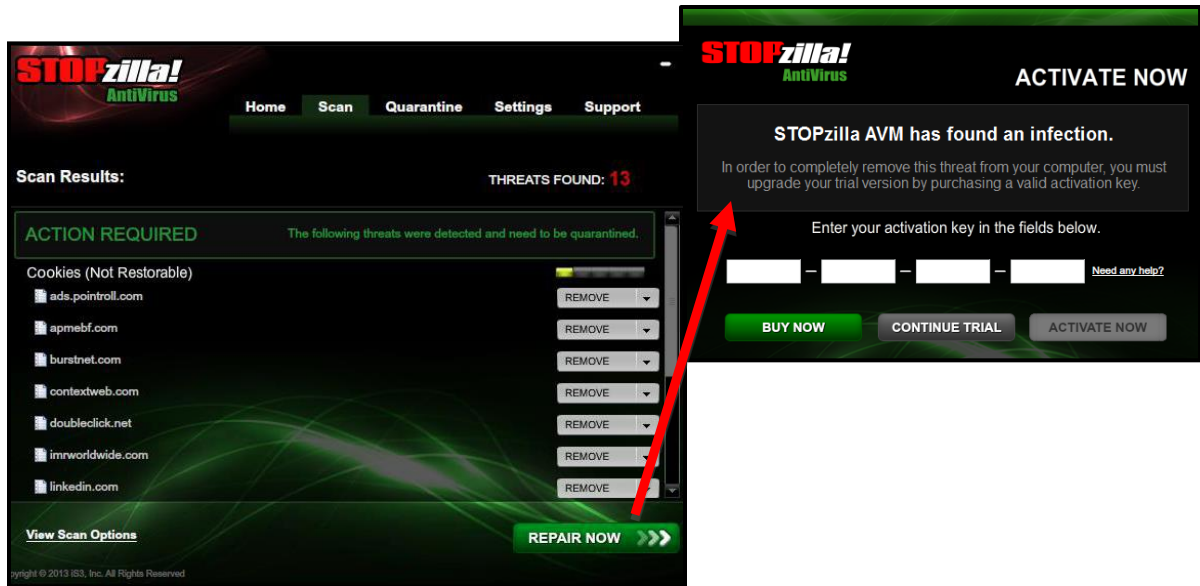 STOPzilla!
AntiVirus
Home Scan Quarantine Settings Support
Scan Results:
THREATS FOUND: 13
ACTION REQUIRED
The following threats were detected and need to be quarantined.
Cookies (Not Restorable)
ads.pointroll.com REMOVE
apmebf.com REMOVE
burstnet.com REMOVE
contextweb.com REMOVE
doubleclick.net REMOVE
imrworldwide.com REMOVE
linkedin.com REMOVE
View Scan Options
REPAIR NOW
pyright © 2013 iS3, Inc. All Rights Reserved
STOPzilla!
AntiVirus
ACTIVATE NOW
STOPzilla AVM has found an infection.
In order to completely remove this threat from your computer, you must
upgrade your trial version by purchasing a valid activation key.
Enter your activation key in the fields below.
Need any help?
BUY NOW CONTINUE TRIAL ACTIVATE NOW